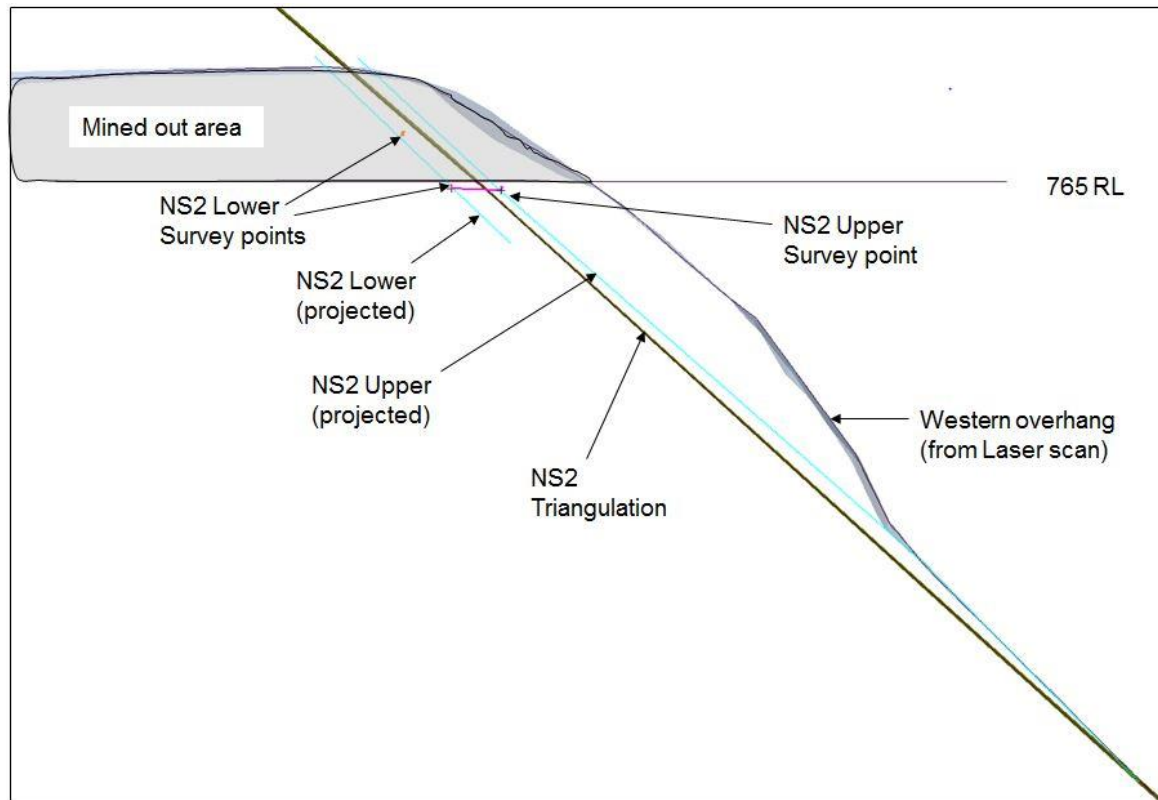 Mined out area
765 RL
NS2 Lower
Survey points
NS2 Upper
Survey point
NS2 Lower
(projected)
NS2 Upper
(projected)
Western overhang
(from Laser scan)
NS2
Triangulation